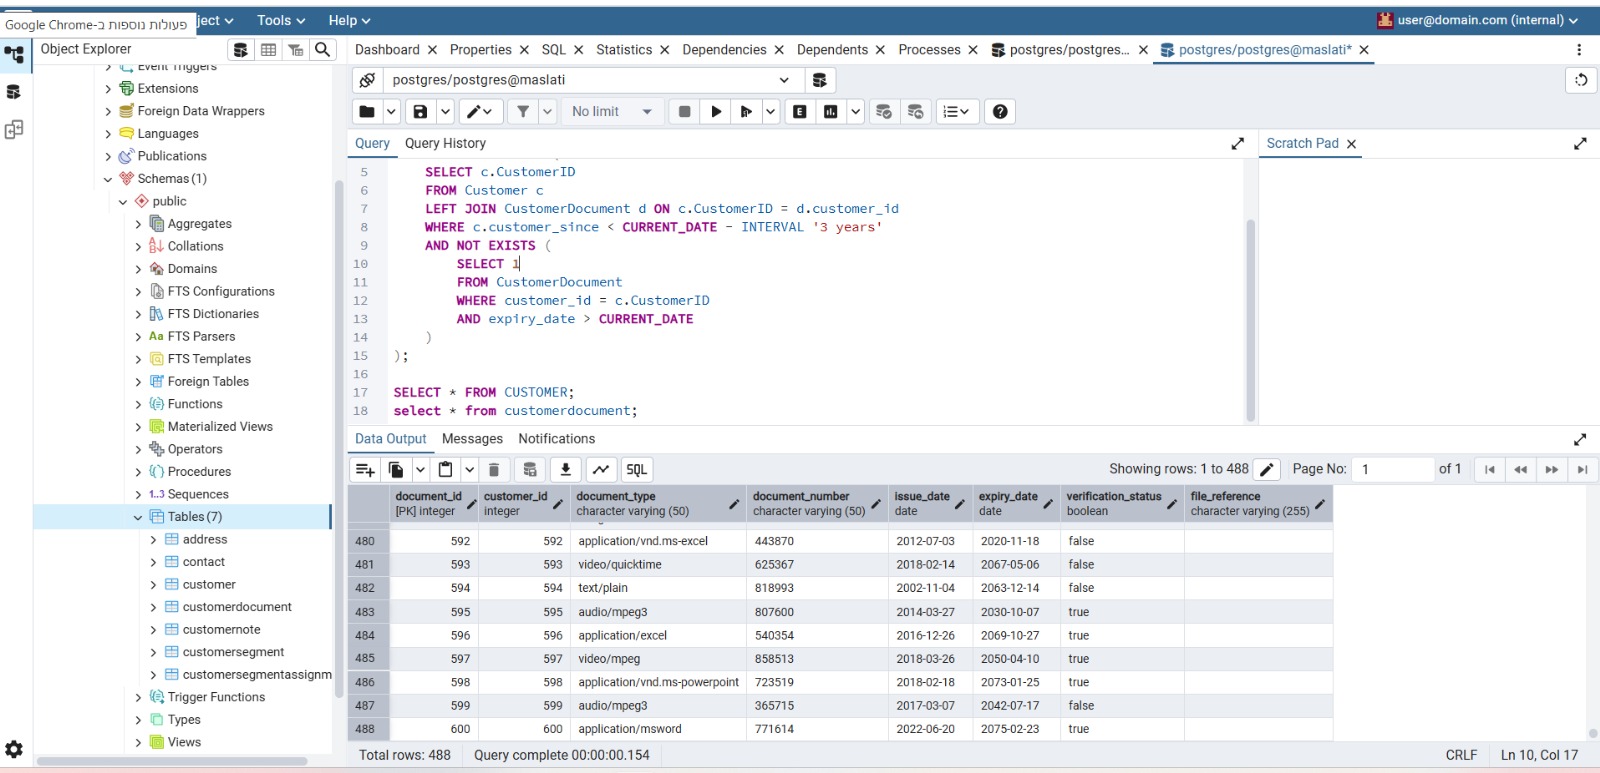 Google Chrome-פעולות נוספות ב
ject Tools Help user@domain.com (internal)
Object Explorer
Dashboard Properties SQL Statistics Dependencies Dependents Processes postgres/postgres... postgres/postgres@maslati*
Event Triggers
Extensions
Foreign Data Wrappers
Languages
Publications
Schemas (1)
public
Aggregates
Collations
Domains
FTS Configurations
FTS Dictionaries
Aa FTS Parsers
FTS Templates
Foreign Tables
Functions
Materialized Views
Operators
Procedures
1..3 Sequences
Tables (7)
address
contact
customer
customerdocument
customernote
customersegment
customersegmentassignm
Trigger Functions
Types
Views
postgres/postgres@maslati
No limit E
Query Query History
Scratch Pad
5 SELECT c.CustomerID
6 FROM Customer c
7 LEFT JOIN CustomerDocument d ON c.CustomerID = d.customer_id
8 WHERE c.customer_since < CURRENT_DATE - INTERVAL '3 years'
9 AND NOT EXISTS (
10 SELECT 1
11 FROM CustomerDocument
12 WHERE customer_id = c.CustomerID
13 AND expiry_date > CURRENT_DATE
14 )
15 );
16
17 SELECT * FROM CUSTOMER;
18 select * from customerdocument;
Data Output Messages Notifications
SQL Showing rows: 1 to 488 Page No: 1 of 1
document_id customer_id document_type document_number issue_date expiry_date verification_status file_reference
[PK] integer integer character varying (50) character varying (50) date date boolean character varying (255)
480 592 592 application/vnd.ms-excel 443870 2012-07-03 2020-11-18 false
481 593 593 video/quicktime 625367 2018-02-14 2067-05-06 false
482 594 594 text/plain 818993 2002-11-04 2063-12-14 false
483 595 595 audio/mpeg3 807600 2014-03-27 2030-10-07 true
484 596 596 application/excel 540354 2016-12-26 2069-10-27 true
485 597 597 video/mpeg 858513 2018-03-26 2050-04-10 true
486 598 598 application/vnd.ms-powerpoint 723519 2018-02-18 2073-01-25 true
487 599 599 audio/mpeg3 365715 2017-03-07 2042-07-17 false
488 600 600 application/msword 771614 2022-06-20 2075-02-23 true
Total rows: 488 Query complete 00:00:00.154 CRLF Ln 10, Col 17